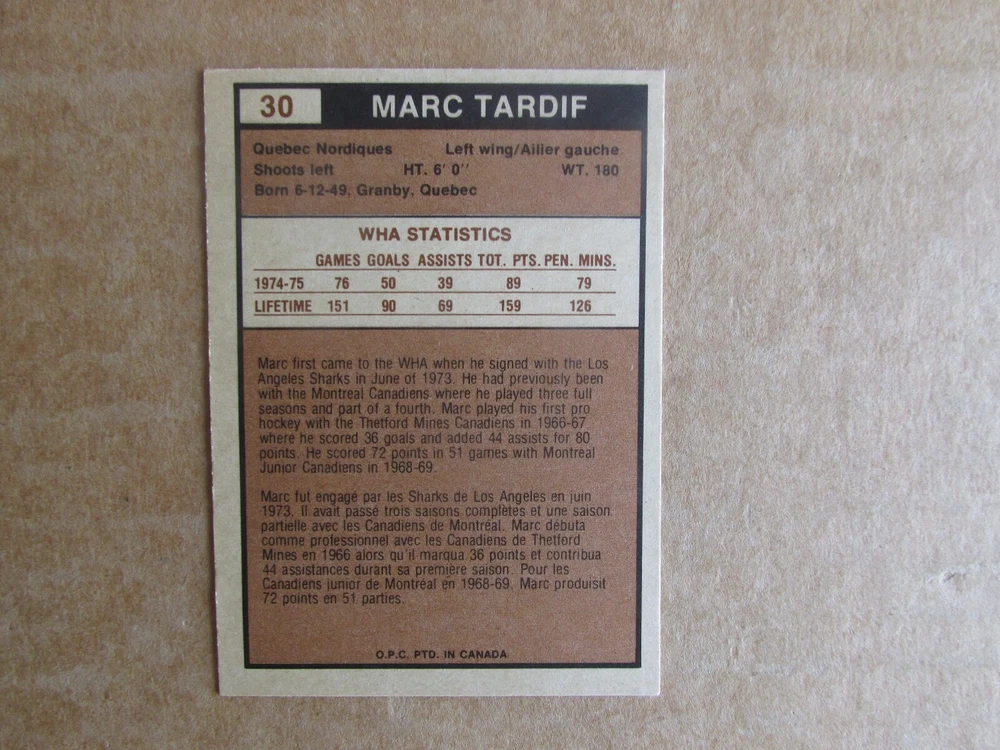 30 MARC TARDIF
Quebec Nordiques Left wing/Ailier gauche
Shoots left HT. 6' 0'' WT. 180
Born 6-12-49, Granby, Quebec
WHA STATISTICS
GAMES GOALS ASSISTS TOT. PTS. PEN. MINS.
1974-75 76 50 39 89 79
LIFETIME 151 90 69 159 126
Marc first came to the WHA when he signed with the Los
Angeles Sharks in June of 1973. He had previously been
with the Montreal Canadiens where he played three full
seasons and part of a fourth. Marc played his first pro
hockey with the Thetford Mines Canadiens in 1966-67
where he scored 36 goals and added 44 assists for 80
points. He scored 72 points in 51 games with Montreal
Junior Canadiens in 1968-69.
Marc fut engagé par les Sharks de Los Angeles en juin
1973. Il avait passé trois saisons complètes et une saison
partielle avec les Canadiens de Montréal. Marc débuta
comme professionnel avec les Canadiens de Thetford
Mines en 1966 alors qu'il marqua 36 points et contribua
44 assistances durant sa première saison. Pour les
Canadiens junior de Montréal en 1968-69, Marc produisit
72 points en 51 parties.
O.P.C. PTD. IN CANADA